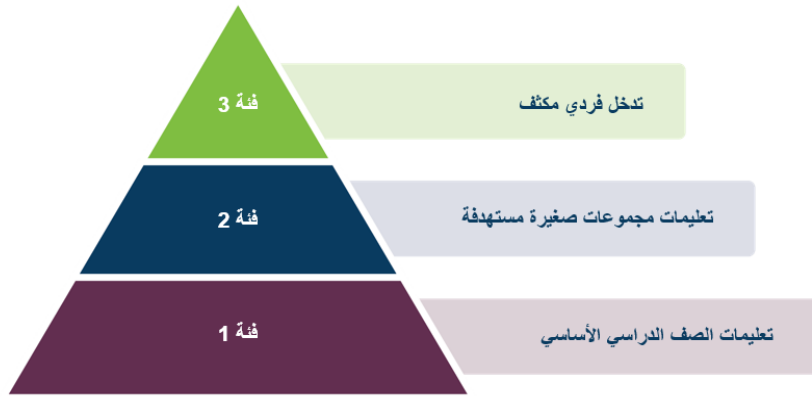 فئة 3
تدخل فردي مكثف
فئة 2
تعليمات مجموعات صغيرة مستهدفة
فئة 1
تعليمات الصف الدراسي الأساسي